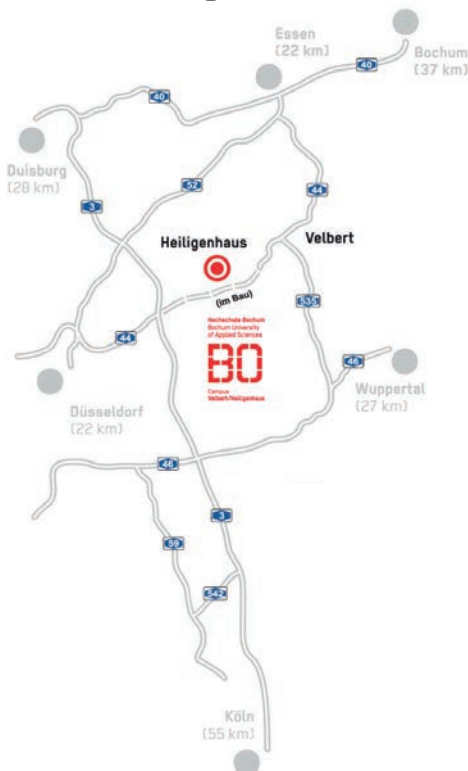 Essen
(22 km)
Bochum
(37 km)
40
40
Duisburg
(28 km)
52
3
44
Heiligenhaus
Velbert
(im Bau)
535
44
Hochschule Bochum
Bochum University
of Applied Sciences
BO
Campus
Velbert/Heiligenhaus
46
Wuppertal
(27 km)
Düsseldorf
(22 km)
46
3
59
542
Köln
(55 km)